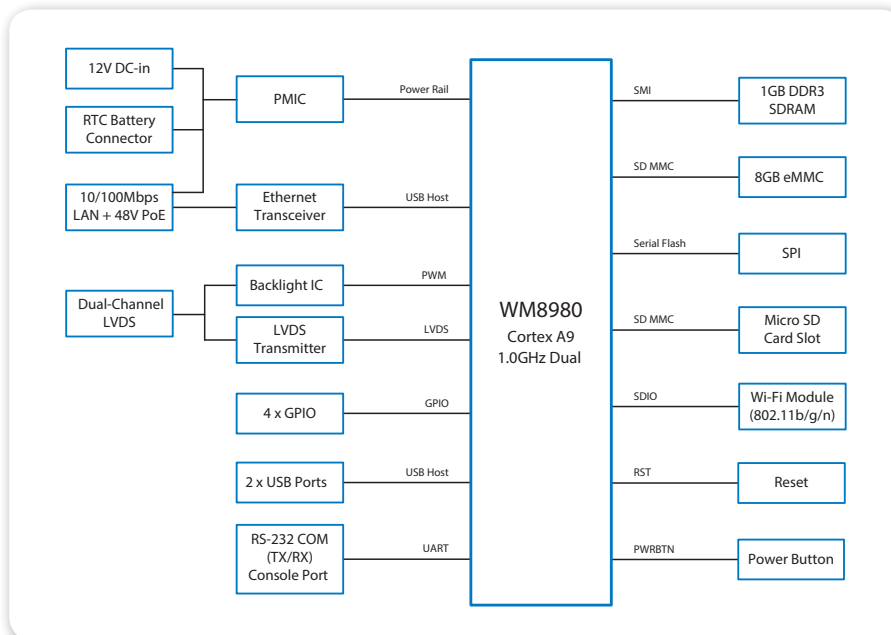 12V DC-in
RTC Battery
Connector
10/100Mbps
LAN + 48V PoE
Dual-Channel
LVDS
PMIC
Ethernet
Transceiver
Backlight IC
LVDS
Transmitter
4 x GPIO
2 x USB Ports
RS-232 COM
(TX/RX)
Console Port
Power Rail
USB Host
PWM
LVDS
GPIO
USB Host
UART
WM8980
Cortex A9
1.0GHz Dual
SMI
SD MMC
Serial Flash
SD MMC
SDIO
RST
PWRBTN
1GB DDR3
SDRAM
8GB eMMC
SPI
Micro SD
Card Slot
Wi-Fi Module
(802.11b/g/n)
Reset
Power Button